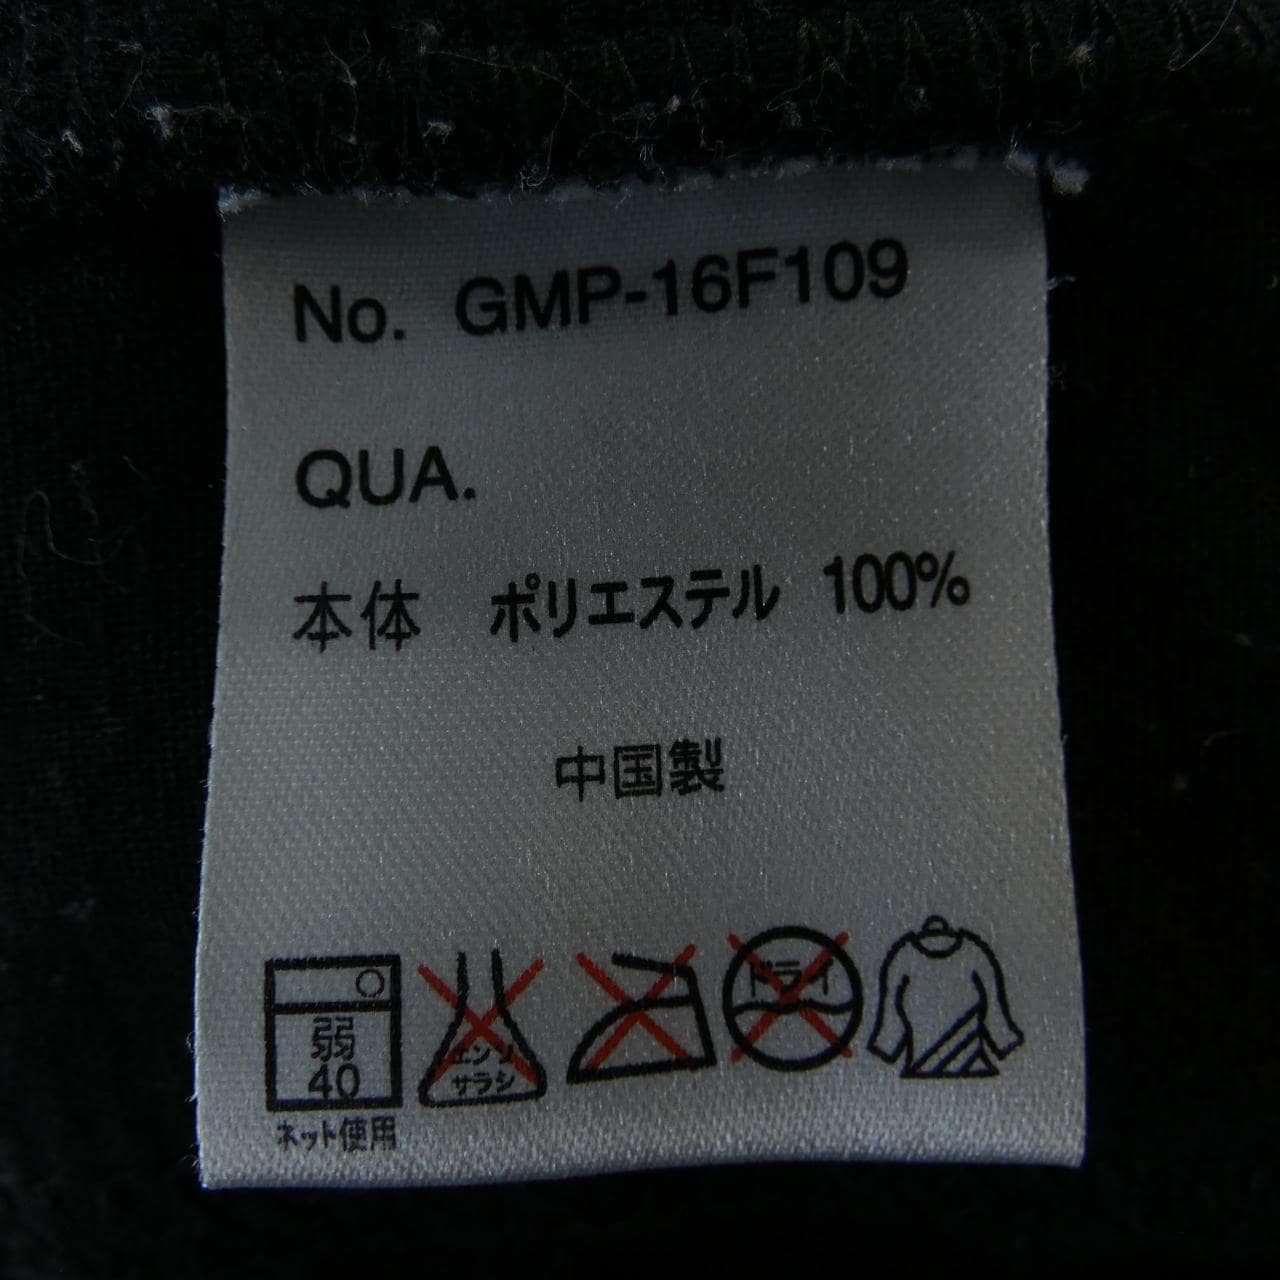 No. GMP-16F109
QUA.
本体 ポリエステル 100%
中国製
弱
40
ネット使用
エンソ
サラシ
ドライ